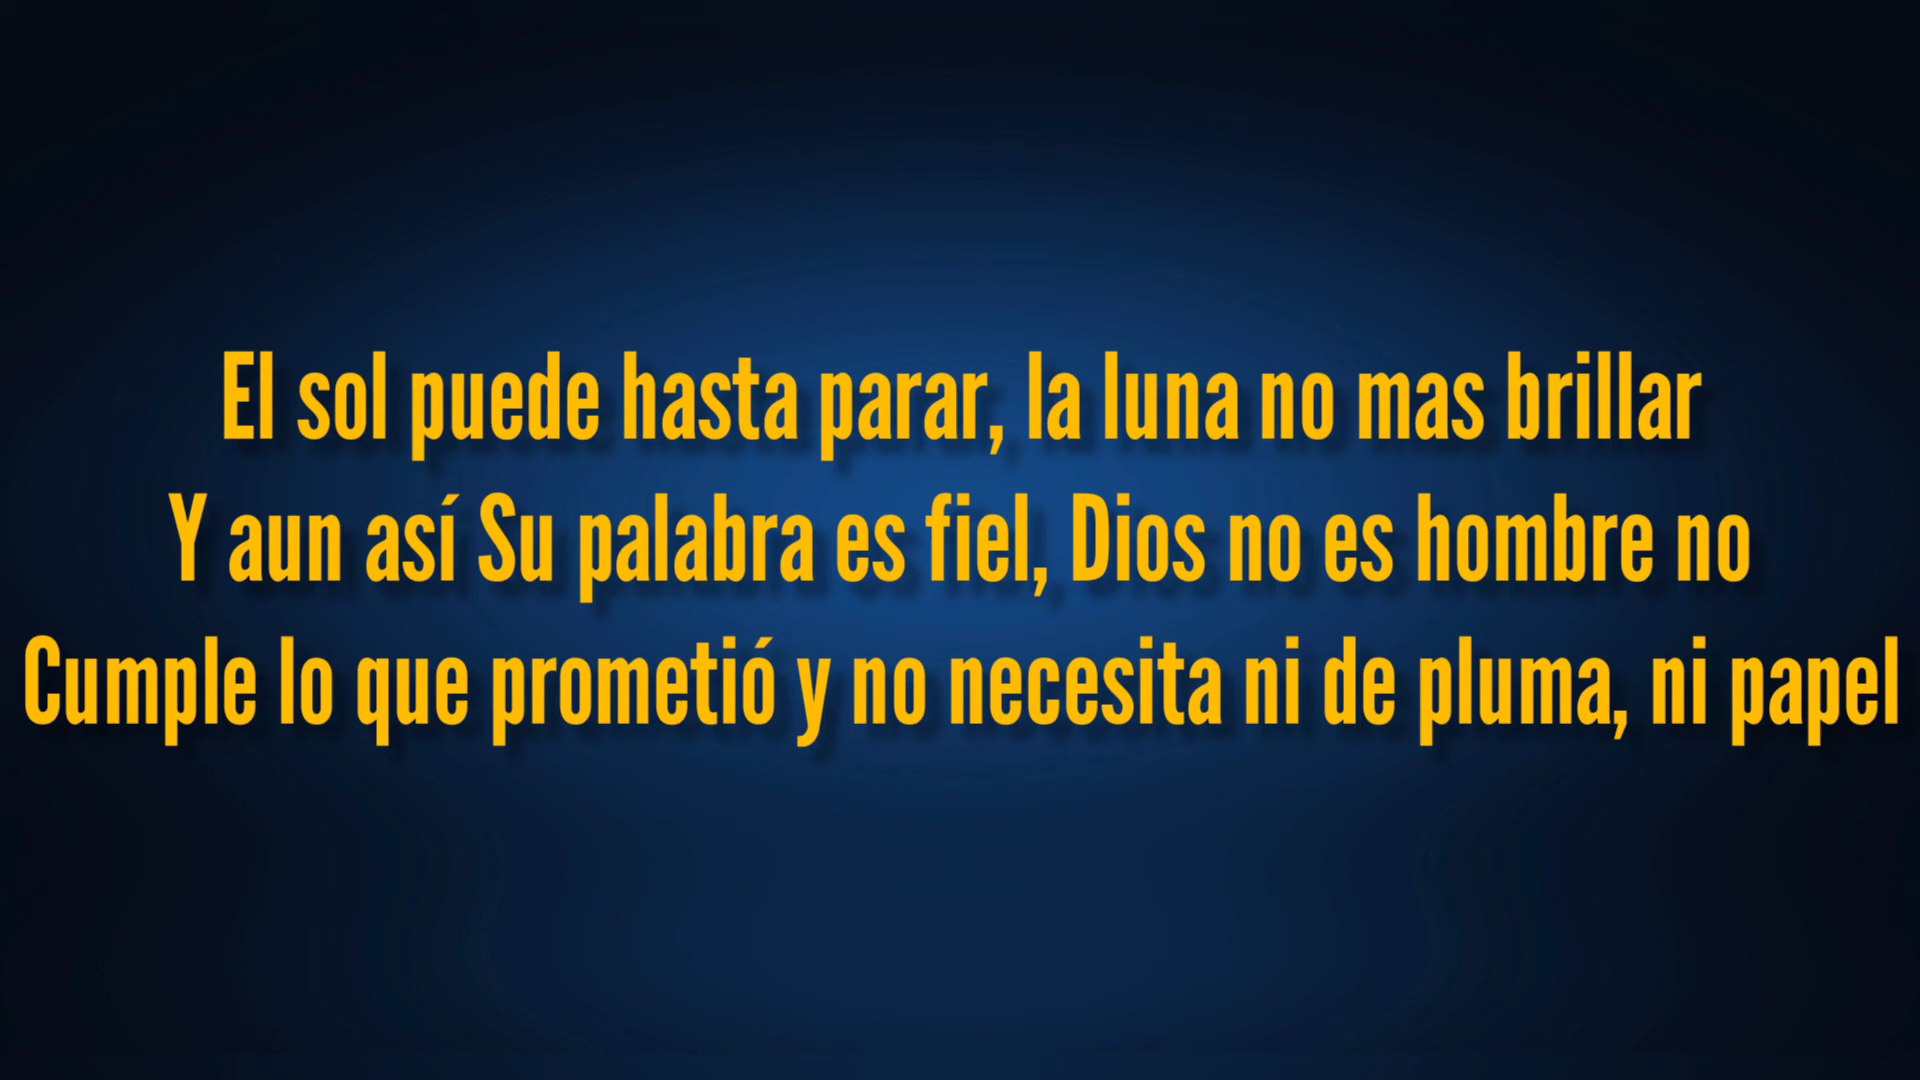 El sol puede hasta parar, la luna no mas brillar
Y aun así Su palabra es fiel, Dios no es hombre no
Cumple lo que prometió y no necesita ni de pluma, ni papel